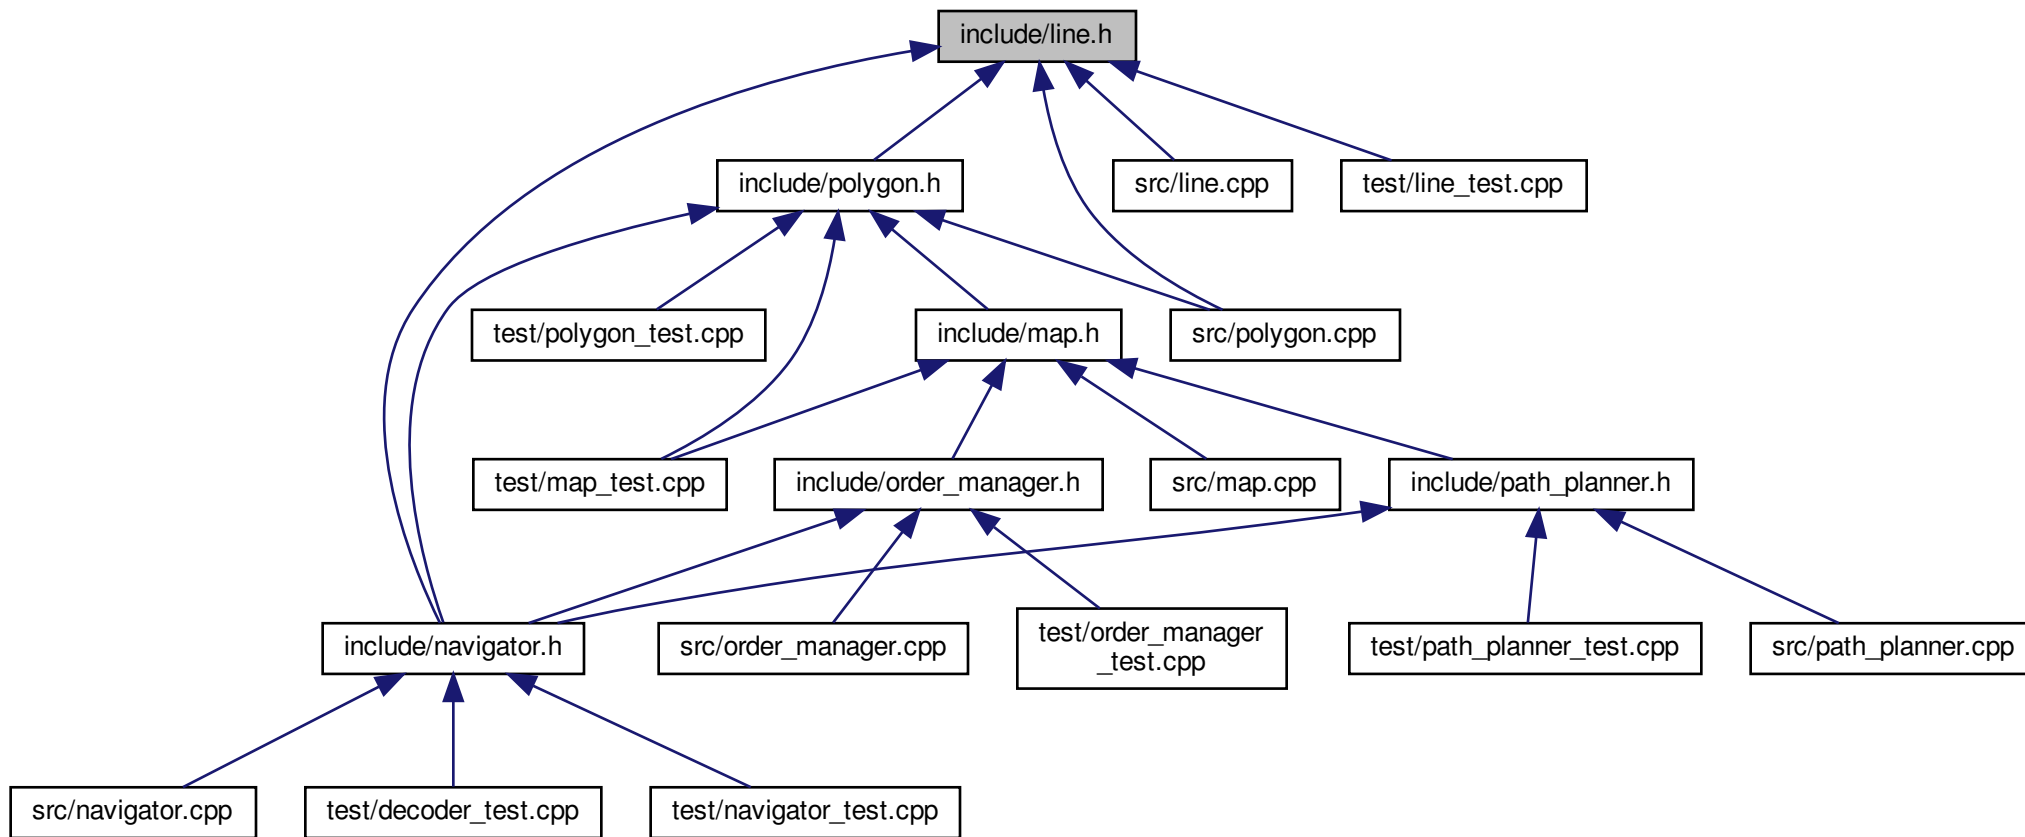 include/line.h
include/polygon.h
src/line.cpp
test/line_test.cpp
test/polygon_test.cpp
include/map.h
src/polygon.cpp
test/map_test.cpp
include/order_manager.h
src/map.cpp
include/path_planner.h
include/navigator.h
src/order_manager.cpp
test/order_manager
_test.cpp
test/path_planner_test.cpp
src/path_planner.cpp
src/navigator.cpp
test/decoder_test.cpp
test/navigator_test.cpp